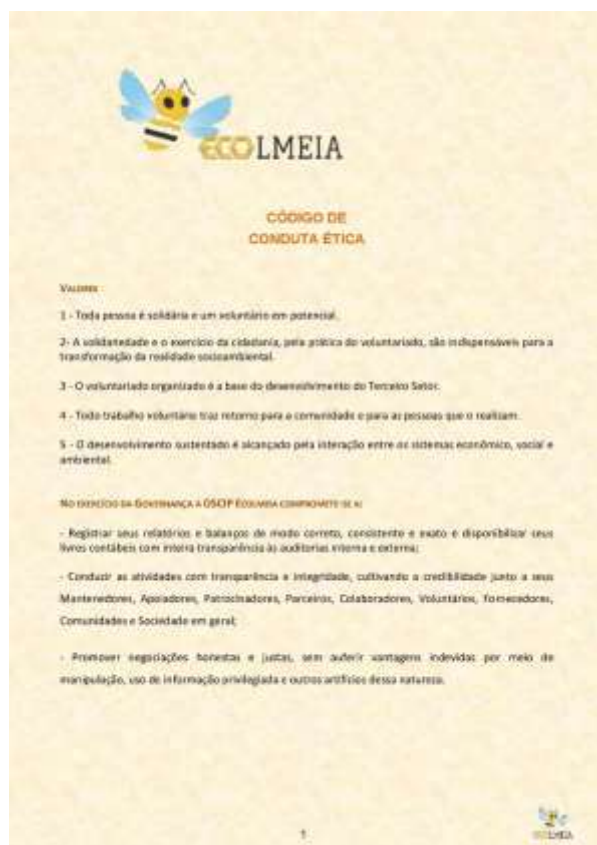 ECOLMEIA
CÓDIGO DE
CONDUTA ÉTICA
VALORES
1 - Toda pessoa é solidária e um voluntário em potencial.
2- A solidariedade e o exercício da cidadania, pela prática do voluntariado, são indispensáveis para a
transformação da realidade socioambiental.
3 - O voluntariado organizado é a base do desenvolvimento do Terceiro Setor.
4 - Todo trabalho voluntário traz retorno para a comunidade e para as pessoas que o realizam.
5 - O desenvolvimento sustentado é alcançado pela interação entre os sistemas econômico, social e
ambiental.
NO EXERCÍCIO DA GOVERNANÇA A OSCIP ECOLMEIA COMPROMETE-SE A:
- Registrar seus relatórios e balanços de modo correto, consistente e exato e disponibilizar seus
livros contábeis com inteira transparência às auditorias interna e externa;
- Conduzir as atividades com transparência e integridade, cultivando a credibilidade junto a seus
Mantenedores, Apoiadores, Patrocinadores, Parceiros, Colaboradores, Voluntários, Fornecedores,
Comunidades e Sociedade em geral;
- Promover negociações honestas e justas, sem auferir vantagens indevidas por meio de
manipulação, uso de informação privilegiada e outros artifícios dessa natureza.
1
ECOLMEIA